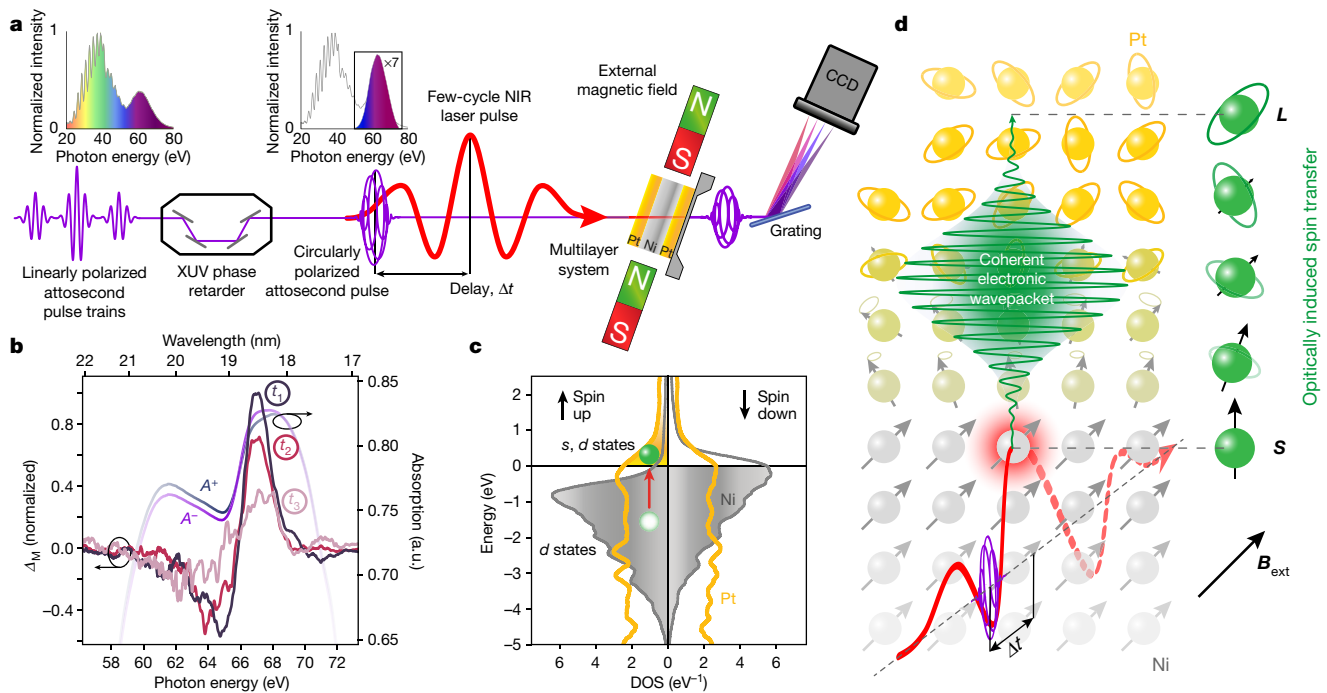 a
Normalized intensity
1
0
20
40
60
80
Photon energy (eV)
Normalized intensity
1
0
20
40
60
80
Photon energy (eV)
×7
Few-cycle NIR
laser pulse
External
magnetic field
N
S
CCD
Pt Ni Pt
N
S
Grating
Multilayer
system
Linearly polarized
attosecond
pulse trains
XUV phase
retarder
Circularly
polarized
attosecond pulse
Delay, Δt
b
Wavelength (nm)
22
21
20
19
18
17
t1
t2
t3
A+
A−
ΔM (normalized)
0.8
0.4
0.0
−0.4
Absorption (a.u.)
0.85
0.80
0.75
0.70
0.65
58
60
62
64
66
68
70
72
Photon energy (eV)
c
Energy (eV)
2
1
0
−1
−2
−3
−4
−5
Spin
up
Spin
down
s, d states
d states
Ni
Pt
6
4
2
0
2
4
6
DOS (eV−1)
d
Pt
L
Coherent
electronic
wavepacket
S
Bext
Δt
Ni
Opitically induced spin transfer